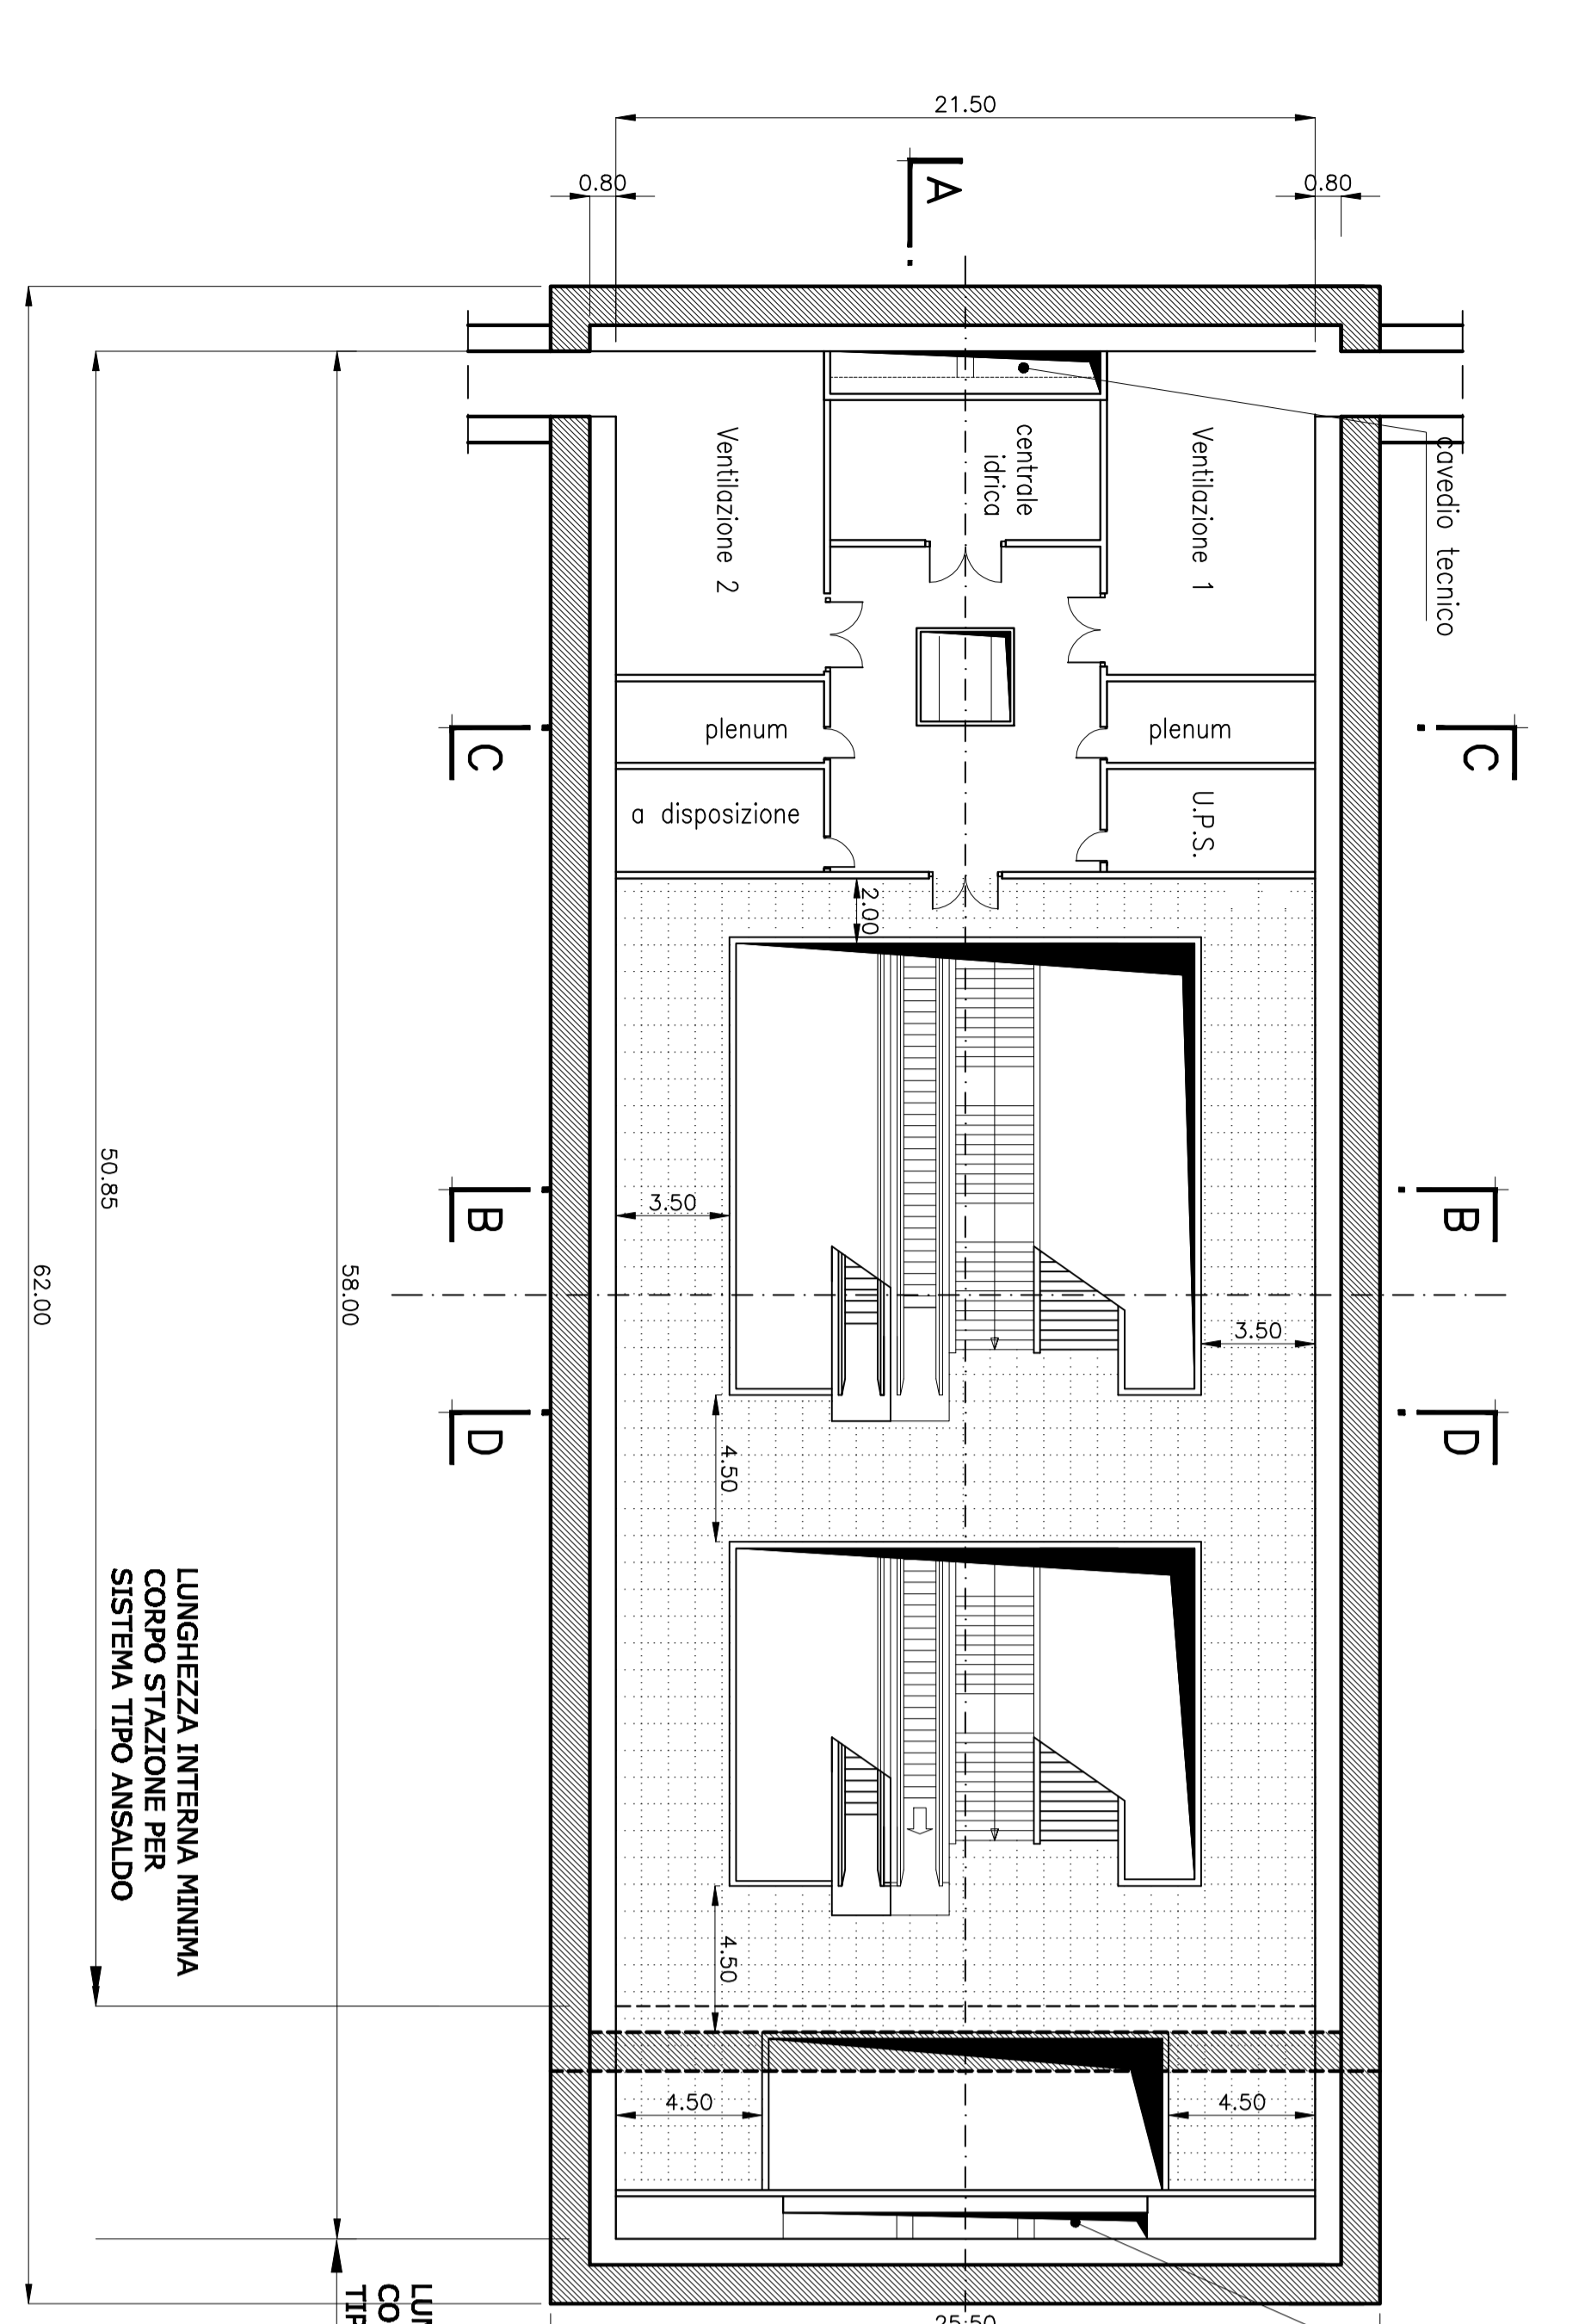 21.50
0.80
0.80
A
cavedio tecnico
Ventilazione 1
centrale
idrica
Ventilazione 2
plenum
plenum
C
C
U.P.S.
a disposizione
2.00
50.85
62.00
58.00
B
B
3.50
3.50
D
D
4.50
LUNGHEZZA INTERNA MINIMA
CORPO STAZIONE PER
SISTEMA TIPO ANSALDO
4.50
4.50
4.50
25.50